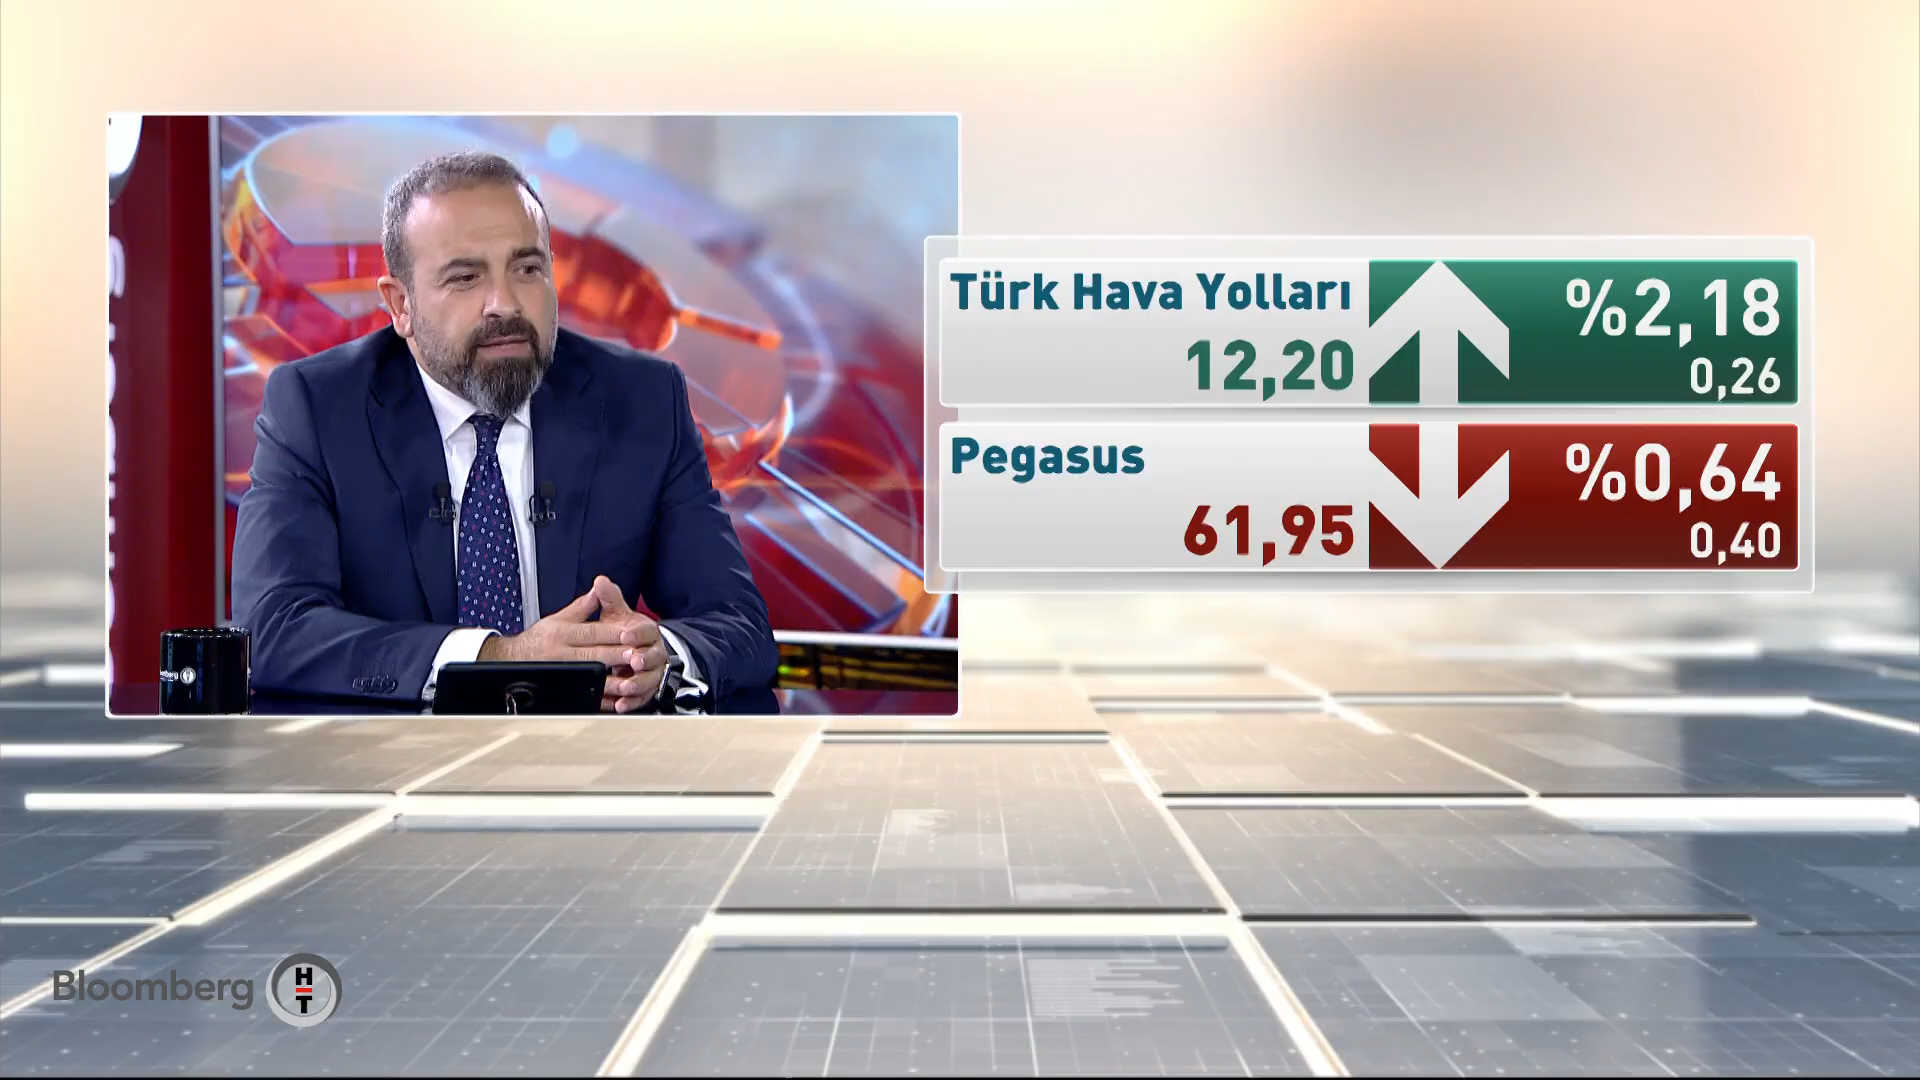 Türk Hava Yolları
12,20
%2,18
0,26
Pegasus
61,95
%0,64
0,40
Bloomberg HT